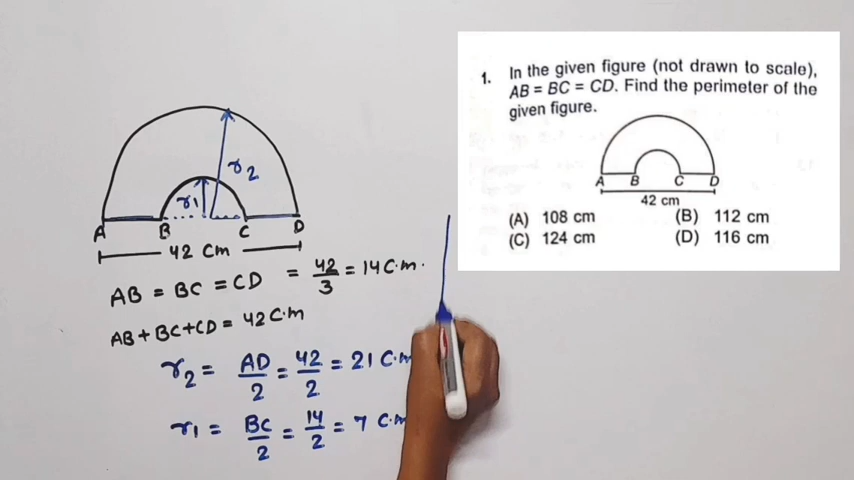 r2
r1
A B C D
42 Cm
AB = BC = CD = 42/3 = 14 C·m·
AB + BC + CD = 42 C·m
r2 = AD/2 = 42/2 = 21 C·m
r1 = BC/2 = 14/2 = 7 C·m
1. In the given figure (not drawn to scale),
AB = BC = CD. Find the perimeter of the
given figure.
A B C D
42 cm
(A) 108 cm (B) 112 cm
(C) 124 cm (D) 116 cm